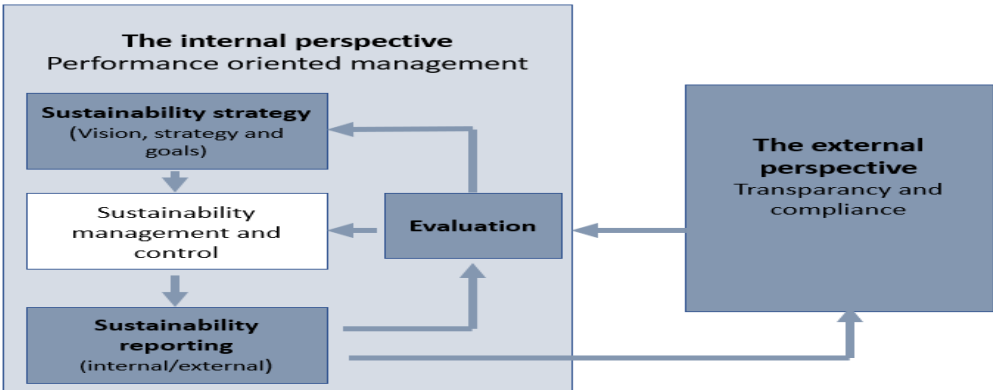 The internal perspective
Performance oriented management
Sustainability strategy
(Vision, strategy and
goals)
Sustainability
management and
control
Evaluation
Sustainability
reporting
(internal/external)
The external
perspective
Transparancy and
compliance